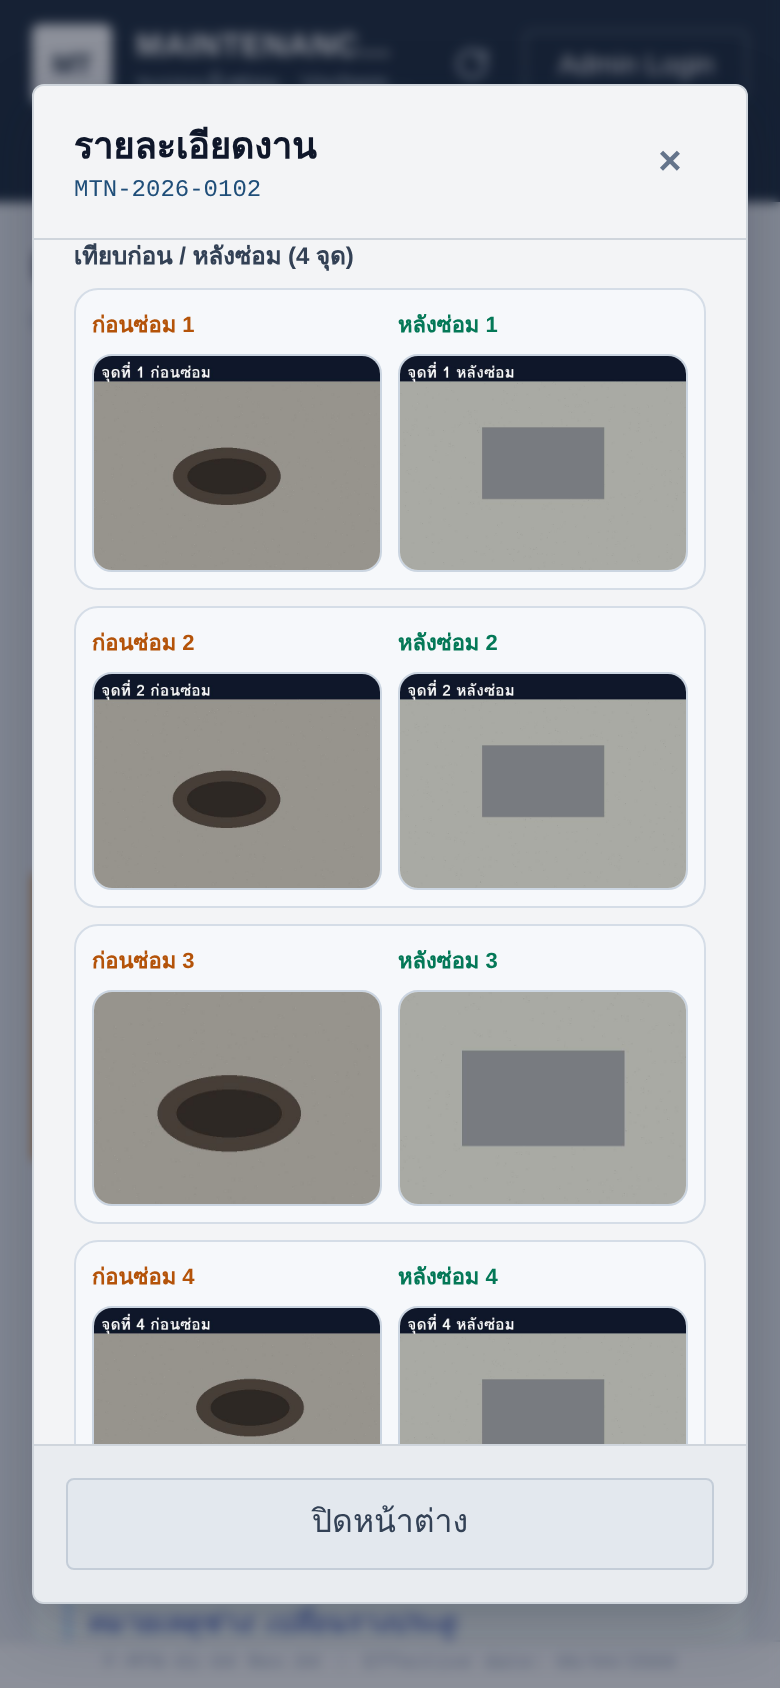 MT
MAINTENANC...
Admin Login
รายละเอียดงาน
MTN-2026-0102
×
เทียบก่อน / หลังซ่อม (4 จุด)
ก่อนซ่อม 1
หลังซ่อม 1
จุดที่ 1 ก่อนซ่อม
จุดที่ 1 หลังซ่อม
ก่อนซ่อม 2
หลังซ่อม 2
จุดที่ 2 ก่อนซ่อม
จุดที่ 2 หลังซ่อม
ก่อนซ่อม 3
หลังซ่อม 3
ก่อนซ่อม 4
หลังซ่อม 4
จุดที่ 4 ก่อนซ่อม
จุดที่ 4 หลังซ่อม
ปิดหน้าต่าง